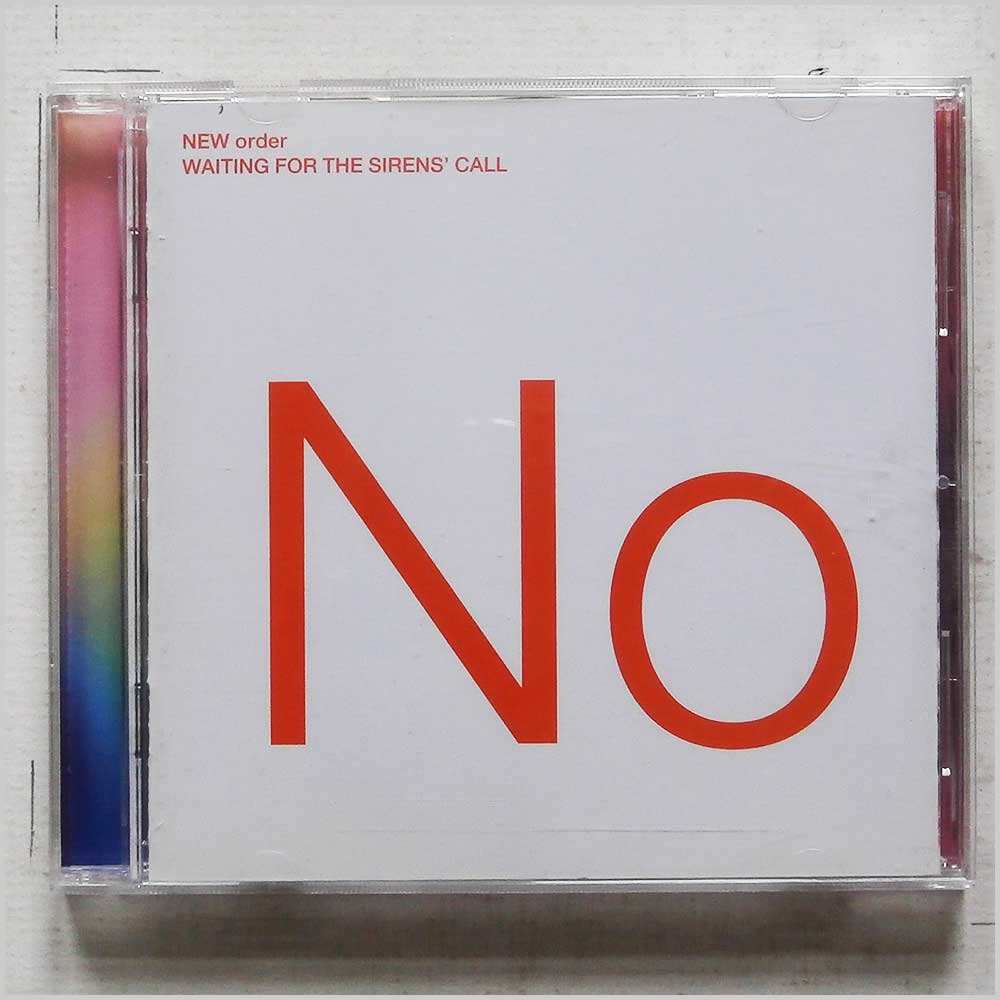 NEW order
WAITING FOR THE SIRENS’ CALL
No